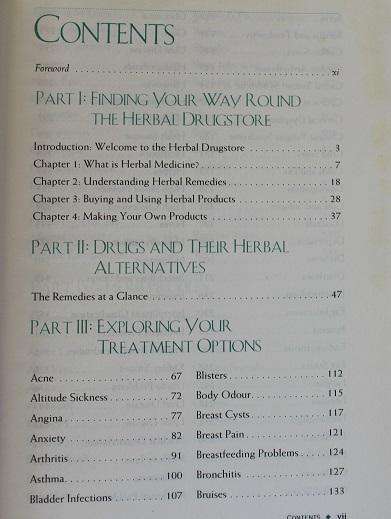 CONTENTS
Foreword . . . . . . . . . . . . . . . . . . . . . . . . . . . . . . . . . . . . . . . . . . xi
PART I: FINDING YOUR WAY ROUND
THE HERBAL DRUGSTORE
Introduction: Welcome to the Herbal Drugstore . . . . . . . . . . . . . . 3
Chapter 1: What is Herbal Medicine? . . . . . . . . . . . . . . . . . . . . . 7
Chapter 2: Understanding Herbal Remedies . . . . . . . . . . . . . . . . 18
Chapter 3: Buying and Using Herbal Products . . . . . . . . . . . . . . 28
Chapter 4: Making Your Own Products . . . . . . . . . . . . . . . . . . . 37
PART II: DRUGS AND THEIR HERBAL
ALTERNATIVES
The Remedies at a Glance . . . . . . . . . . . . . . . . . . . . . . . . . . . . 47
PART III: EXPLORING YOUR
TREATMENT OPTIONS
Acne . . . . . . . . . . . . . . . . 67
Altitude Sickness . . . . . . . . . 72
Angina . . . . . . . . . . . . . . . 77
Anxiety . . . . . . . . . . . . . . 82
Arthritis . . . . . . . . . . . . . . 91
Asthma . . . . . . . . . . . . . . 100
Bladder Infections . . . . . . . . 107
Blisters . . . . . . . . . . . . . . 112
Body Odour . . . . . . . . . . . . 115
Breast Cysts . . . . . . . . . . . 117
Breast Pain . . . . . . . . . . . . 121
Breastfeeding Problems . . . . 124
Bronchitis . . . . . . . . . . . . 127
Bruises . . . . . . . . . . . . . . 133
CONTENTS ◆ vii